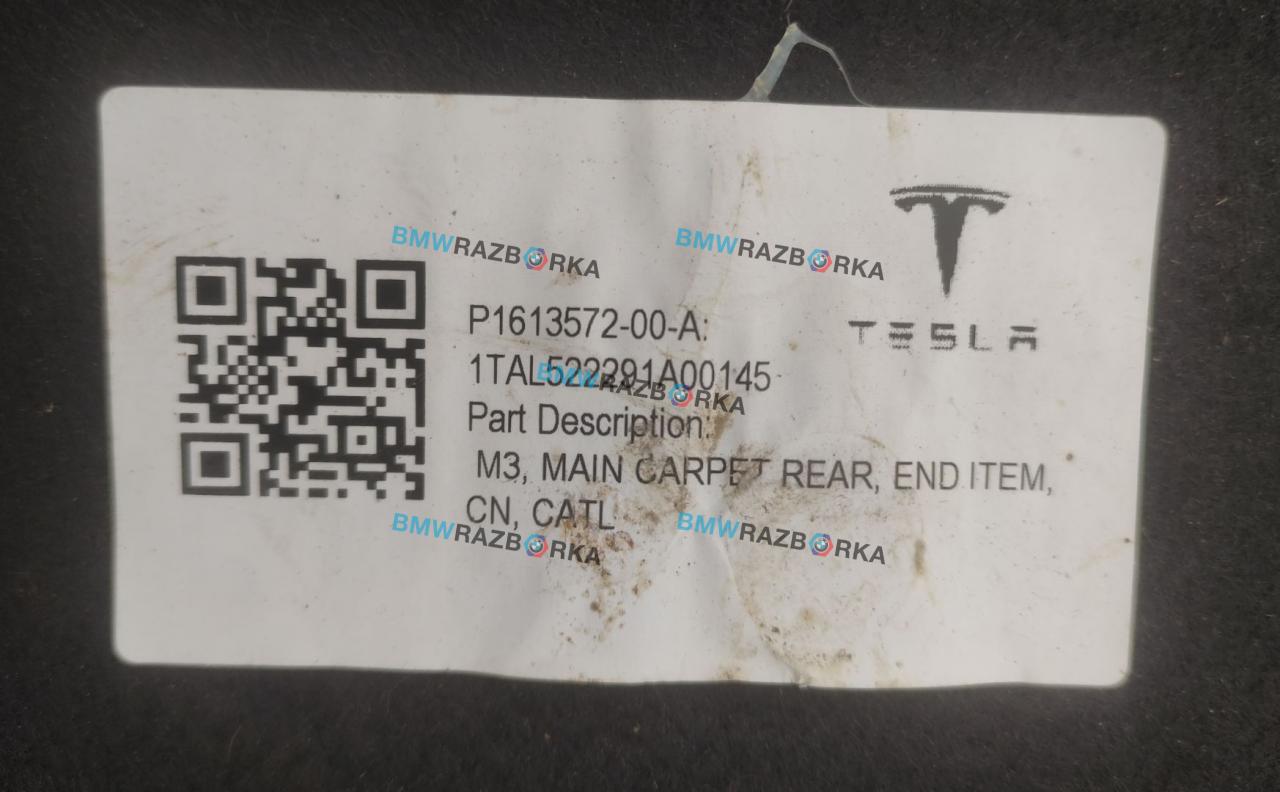 BMWRAZBORKA
BMWRAZBORKA
TESLA
P1613572-00-A:
1TAL522291A00145
BMWRAZBORKA
Part Description:
M3, MAIN CARPET REAR, END ITEM,
CN, CATL
BMWRAZBORKA
BMWRAZBORKA